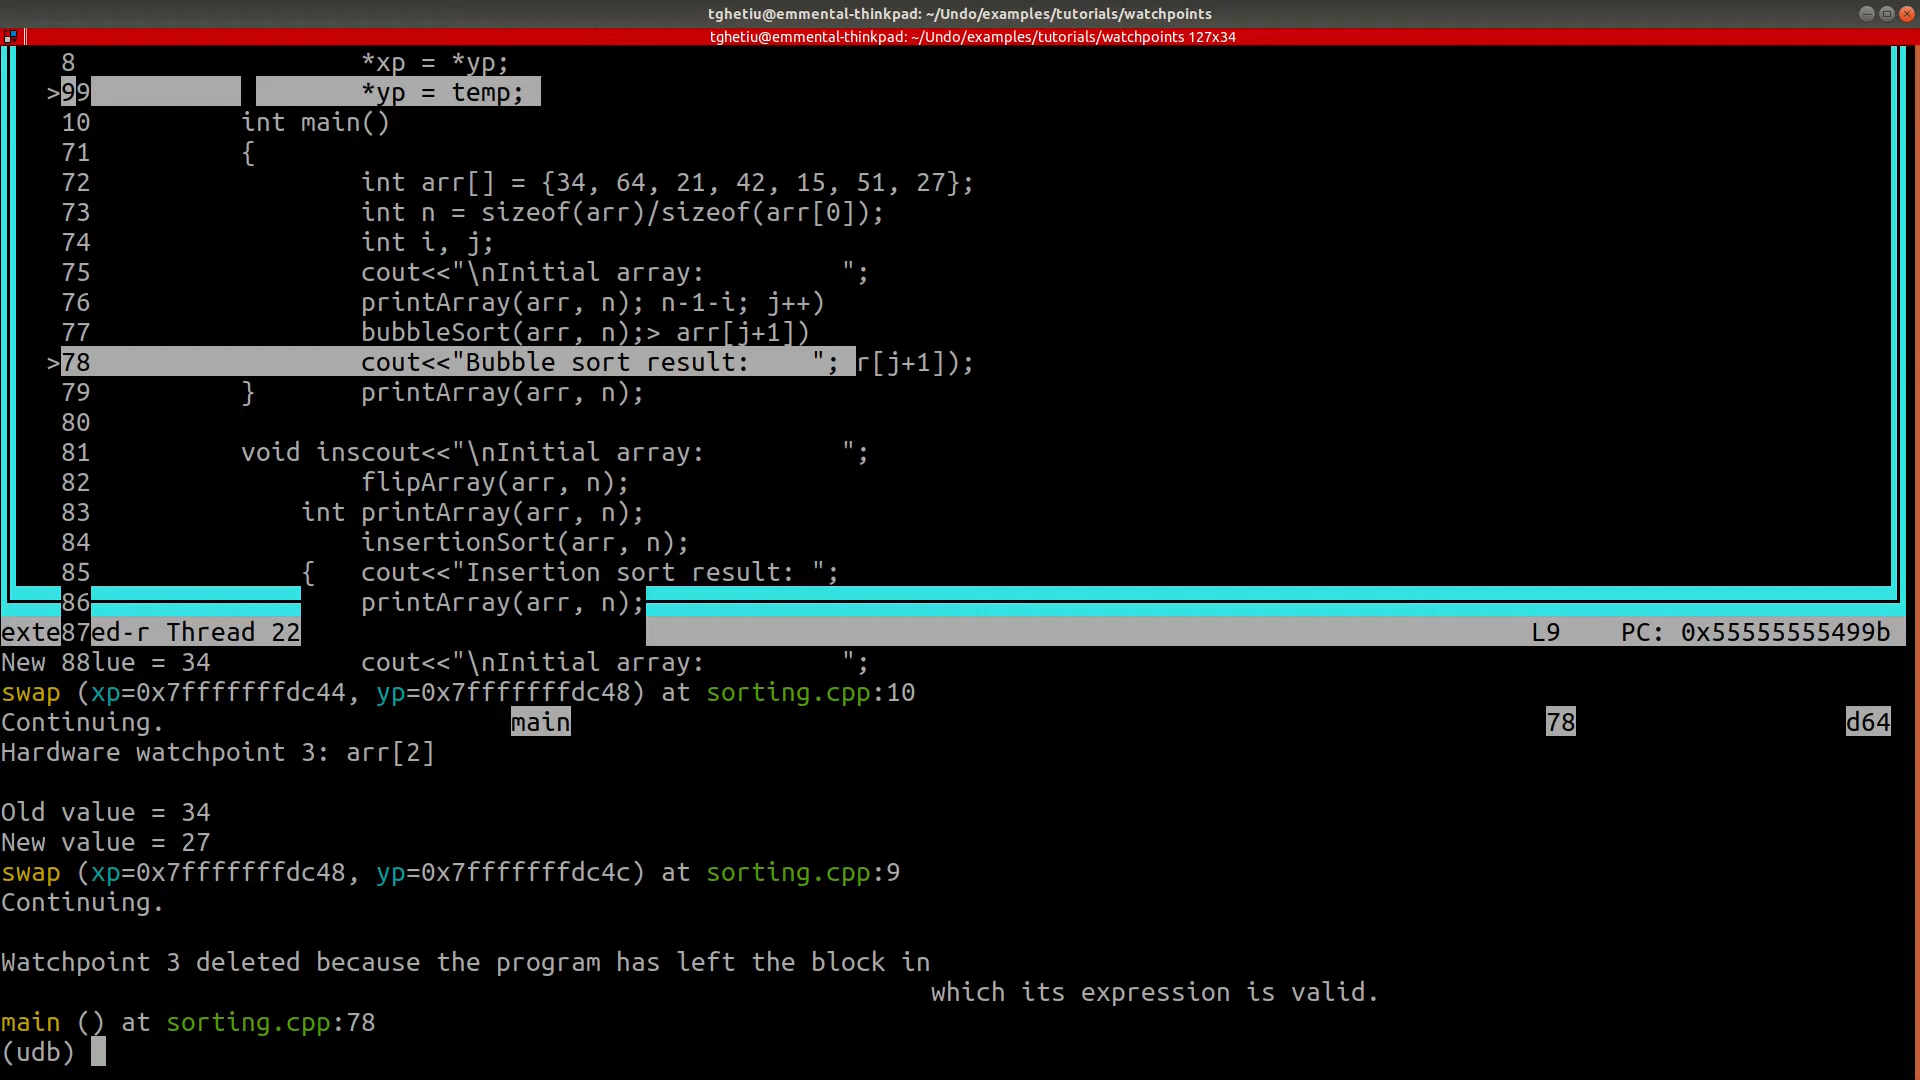 tghetiu@emmental-thinkpad: ~/Undo/examples/tutorials/watchpoints
tghetiu@emmental-thinkpad: ~/Undo/examples/tutorials/watchpoints 127x34
8 *xp = *yp;
>99 *yp = temp;
10 int main()
71 {
72 int arr[] = {34, 64, 21, 42, 15, 51, 27};
73 int n = sizeof(arr)/sizeof(arr[0]);
74 int i, j;
75 cout<<"\nInitial array: ";
76 printArray(arr, n); n-1-i; j++)
77 bubbleSort(arr, n);> arr[j+1])
>78 cout<<"Bubble sort result: "; r[j+1]);
79 } printArray(arr, n);
80
81 void inscout<<"\nInitial array: ";
82 flipArray(arr, n);
83 int printArray(arr, n);
84 insertionSort(arr, n);
85 { cout<<"Insertion sort result: ";
86 printArray(arr, n);
exte87ed-r Thread 22 L9 PC: 0x55555555499b
New 88lue = 34 cout<<"\nInitial array: ";
swap (xp=0x7fffffffdc44, yp=0x7fffffffdc48) at sorting.cpp:10
Continuing. main 78 d64
Hardware watchpoint 3: arr[2]
Old value = 34
New value = 27
swap (xp=0x7fffffffdc48, yp=0x7fffffffdc4c) at sorting.cpp:9
Continuing.
Watchpoint 3 deleted because the program has left the block in
which its expression is valid.
main () at sorting.cpp:78
(udb)